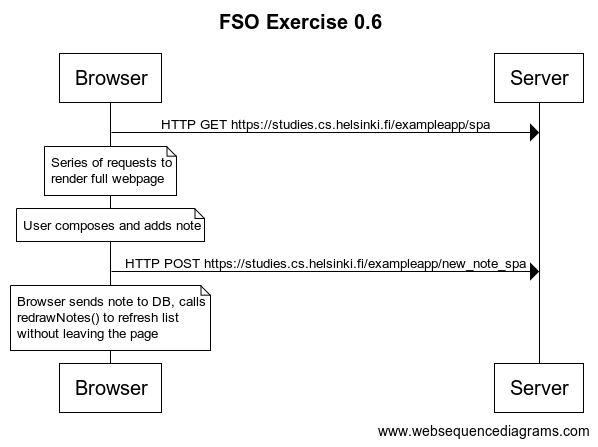 FSO Exercise 0.6
Browser
Server
HTTP GET https://studies.cs.helsinki.fi/exampleapp/spa
Series of requests to
render full webpage
User composes and adds note
HTTP POST https://studies.cs.helsinki.fi/exampleapp/new_note_spa
Browser sends note to DB, calls
redrawNotes() to refresh list
without leaving the page
Browser
Server
www.websequencediagrams.com